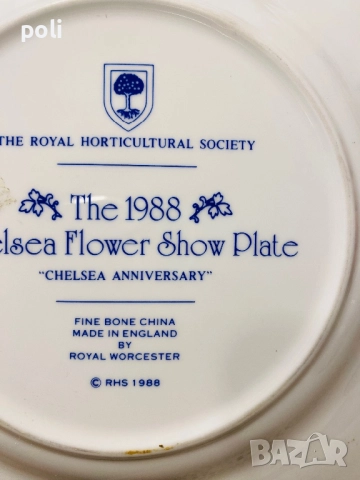 poli
THE ROYAL HORTICULTURAL SOCIETY
The 1988
elsea Flower Show Plate
"CHELSEA ANNIVERSARY"
FINE BONE CHINA
MADE IN ENGLAND
BY
ROYAL WORCESTER
© RHS 1988
BAZAR